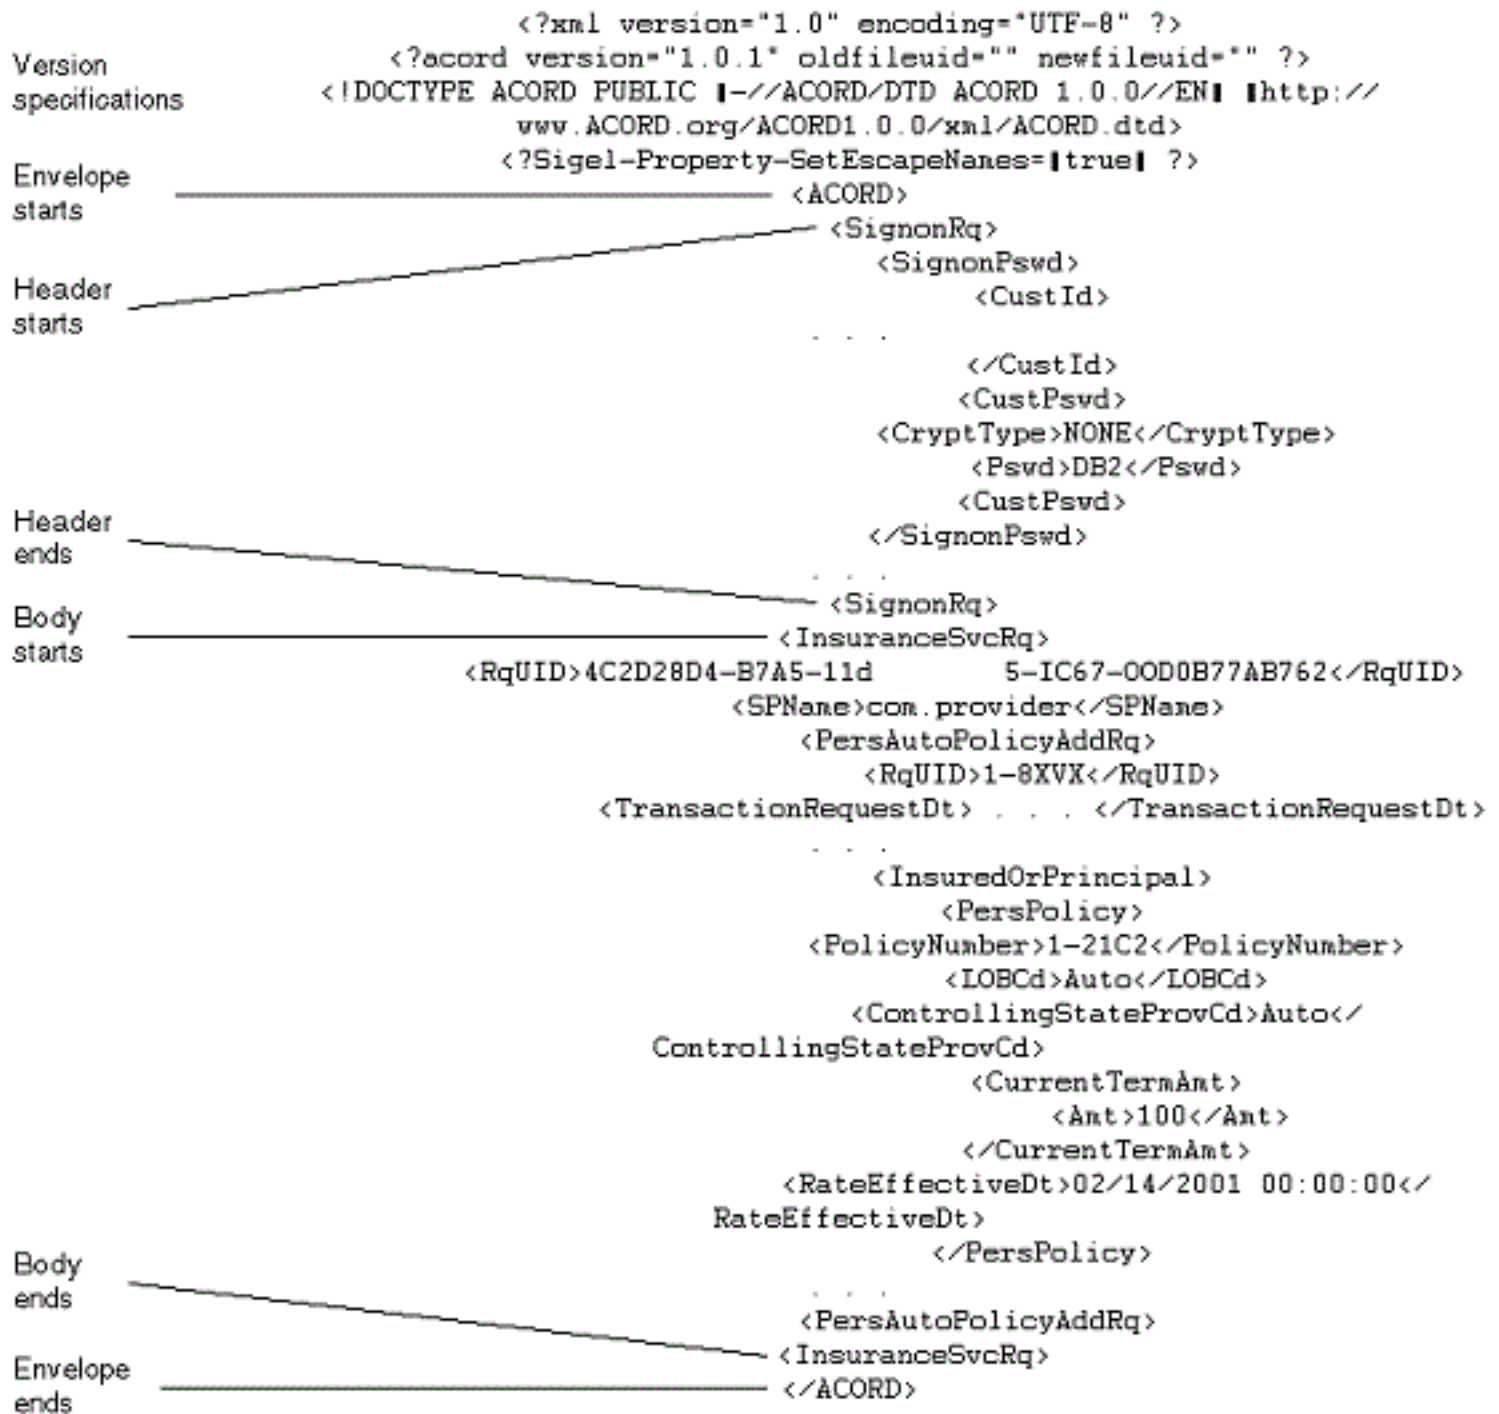 <?xml version="1.0" encoding="UTF-8" ?>
Version
specifications
<?acord version="1.0.1" oldfileuid="" newfileuid="" ?>
<!DOCTYPE ACORD PUBLIC ▌-//ACORD/DTD ACORD 1.0.0//EN▌ ▌http://
www.ACORD.org/ACORD1.0.0/xml/ACORD.dtd>
<?Sigel-Property-SetEscapeNames=▌true▌ ?>
Envelope
starts
<ACORD>
Header
starts
<SignonRq>
<SignonPswd>
<CustId>
. . .
</CustId>
<CustPswd>
<CryptType>NONE</CryptType>
<Pswd>DB2</Pswd>
<CustPswd>
</SignonPswd>
. . .
Header
ends
<SignonRq>
Body
starts
<InsuranceSvcRq>
<RqUID>4C2D28D4-B7A5-11d 5-IC67-OOD0B77AB762</RqUID>
<SPName>com.provider</SPName>
<PersAutoPolicyAddRq>
<RqUID>1-8XVX</RqUID>
<TransactionRequestDt> . . . </TransactionRequestDt>
. . .
<InsuredOrPrincipal>
<PersPolicy>
<PolicyNumber>1-21C2</PolicyNumber>
<LOBCd>Auto</LOBCd>
<ControllingStateProvCd>Auto</
ControllingStateProvCd>
<CurrentTermAmt>
<Amt>100</Amt>
</CurrentTermAmt>
<RateEffectiveDt>02/14/2001 00:00:00</
RateEffectiveDt>
</PersPolicy>
. . .
<PersAutoPolicyAddRq>
Body
ends
<InsuranceSvcRq>
Envelope
ends
</ACORD>